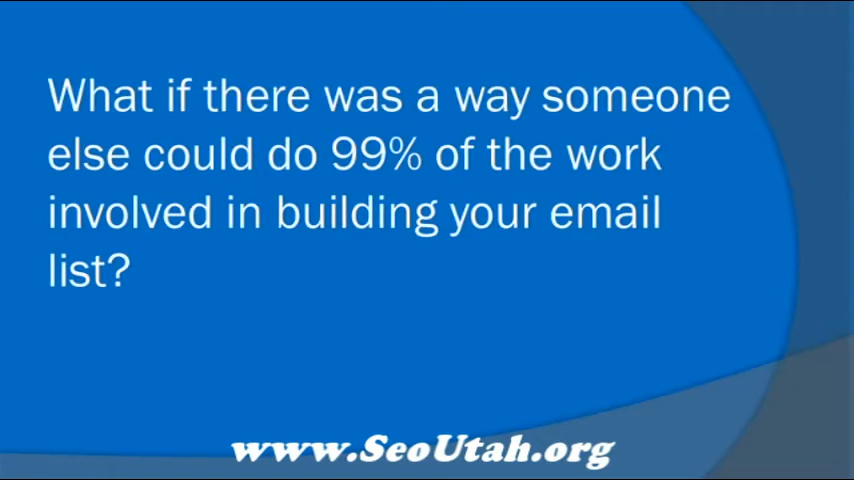 What if there was a way someone
else could do 99% of the work
involved in building your email
list?
www.SeoUtah.org